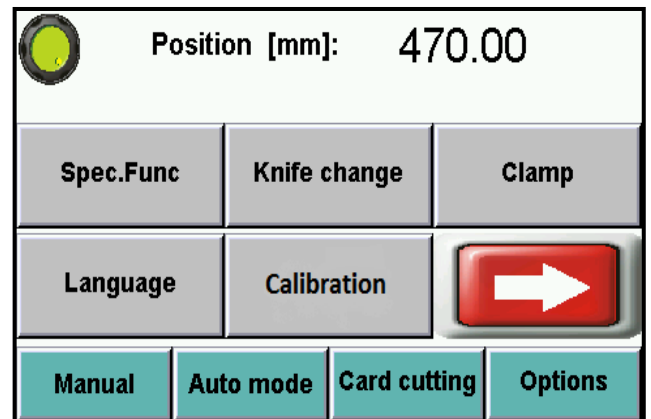 Position [mm]: 470.00
Spec.Func Knife change Clamp
Language Calibration
Manual Auto mode Card cutting Options